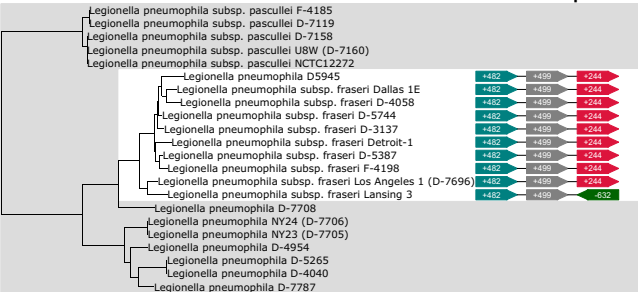 Legionella pneumophila subsp. pascullei F-4185
Legionella pneumophila subsp. pascullei D-7119
Legionella pneumophila subsp. pascullei D-7158
Legionella pneumophila subsp. pascullei U8W (D-7160)
Legionella pneumophila subsp. pascullei NCTC12272
Legionella pneumophila D5945 +482 +499 +244
Legionella pneumophila subsp. fraseri Dallas 1E +482 +499 +244
Legionella pneumophila subsp. fraseri D-4058 +482 +499 +244
Legionella pneumophila subsp. fraseri D-5744 +482 +499 +244
Legionella pneumophila subsp. fraseri D-3137 +482 +499 +244
Legionella pneumophila subsp. fraseri Detroit-1 +482 +499 +244
Legionella pneumophila subsp. fraseri D-5387 +482 +499 +244
Legionella pneumophila subsp. fraseri F-4198 +482 +499 +244
Legionella pneumophila subsp. fraseri Los Angeles 1 (D-7696) +482 +499 +244
Legionella pneumophila subsp. fraseri Lansing 3 +482 +499 -632
Legionella pneumophila D-7708
Legionella pneumophila NY24 (D-7706)
Legionella pneumophila NY23 (D-7705)
Legionella pneumophila D-4954
Legionella pneumophila D-5265
Legionella pneumophila D-4040
Legionella pneumophila D-7787